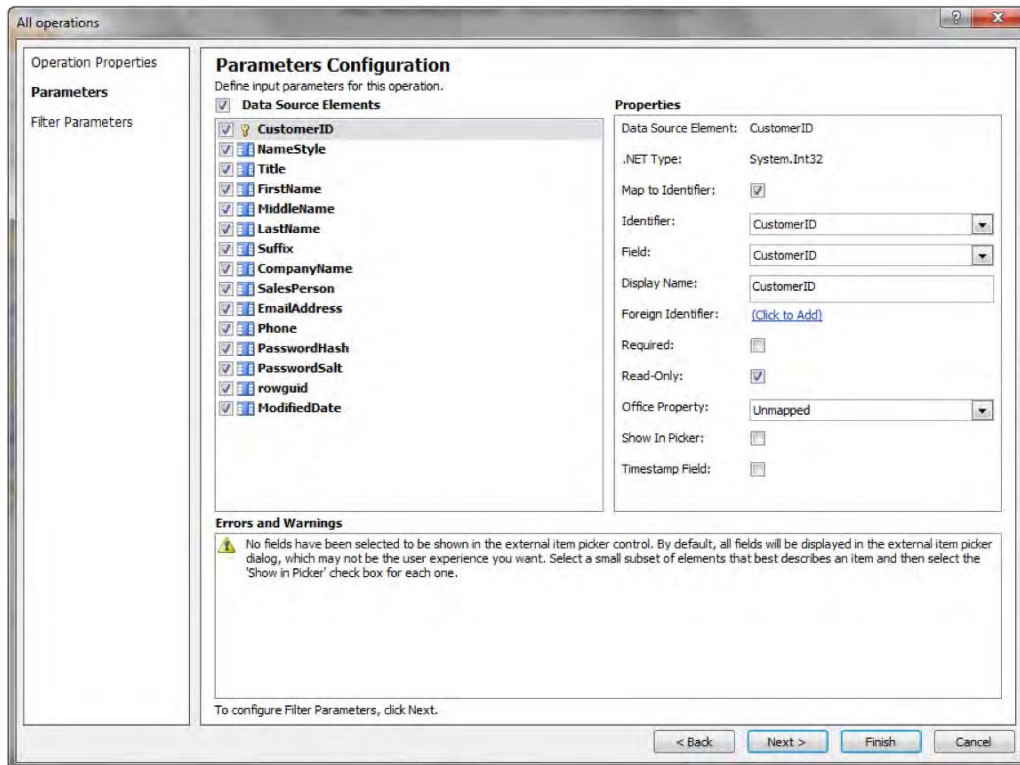 All operations
Operation Properties
Parameters
Filter Parameters
Parameters Configuration
Define input parameters for this operation.
Data Source Elements
CustomerID
NameStyle
Title
FirstName
MiddleName
LastName
Suffix
CompanyName
SalesPerson
EmailAddress
Phone
PasswordHash
PasswordSalt
rowguid
ModifiedDate
Properties
Data Source Element: CustomerID
.NET Type: System.Int32
Map to Identifier:
Identifier: CustomerID
Field: CustomerID
Display Name: CustomerID
Foreign Identifier: (Click to Add)
Required:
Read-Only:
Office Property: Unmapped
Show In Picker:
Timestamp Field:
Errors and Warnings
No fields have been selected to be shown in the external item picker control. By default, all fields will be displayed in the external item picker
dialog, which may not be the user experience you want. Select a small subset of elements that best describes an item and then select the
'Show in Picker' check box for each one.
To configure Filter Parameters, click Next.
< Back Next > Finish Cancel